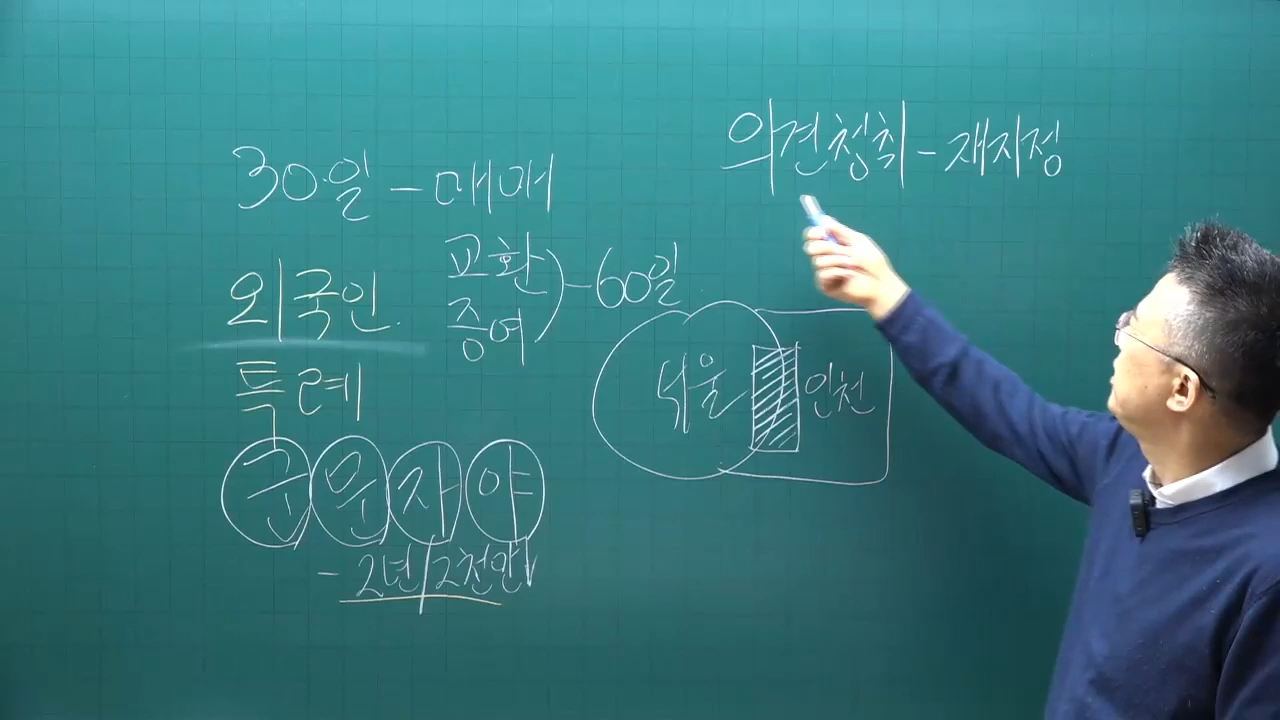 30일 - 매매
외국인
교환
증여
) - 60일
특례
군 문 자 야
- 2년/2천만↓
의견청취 - 재지정
서울
인천